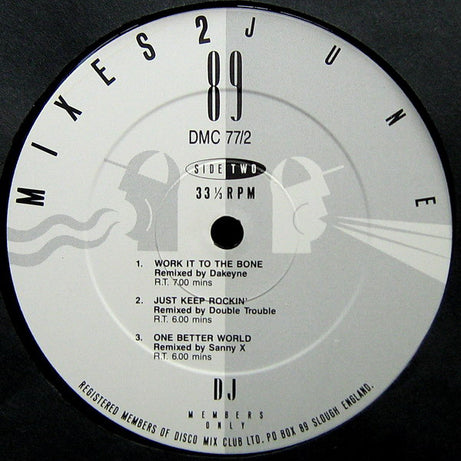 MIXES 2 JUNE
89
DMC 77/2
SIDE TWO
33 ⅓ RPM
1. WORK IT TO THE BONE
Remixed by Dakeyne
R.T. 7.00 mins
2. JUST KEEP ROCKIN'
Remixed by Double Trouble
R.T. 6.00 mins
3. ONE BETTER WORLD
Remixed by Sanny X
R.T. 6.00 mins
DJ
MEMBERS
ONLY
REGISTERED MEMBERS OF DISCO MIX CLUB LTD. PO BOX 89 SLOUGH ENGLAND.